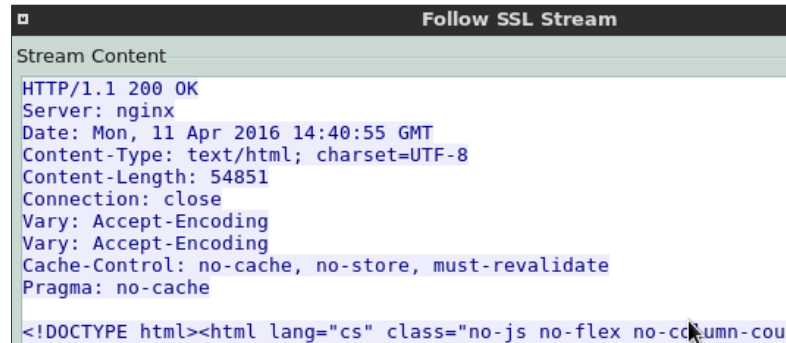 Follow SSL Stream
Stream Content
HTTP/1.1 200 OK
Server: nginx
Date: Mon, 11 Apr 2016 14:40:55 GMT
Content-Type: text/html; charset=UTF-8
Content-Length: 54851
Connection: close
Vary: Accept-Encoding
Vary: Accept-Encoding
Cache-Control: no-cache, no-store, must-revalidate
Pragma: no-cache
<!DOCTYPE html><html lang="cs" class="no-js no-flex no-column-cou